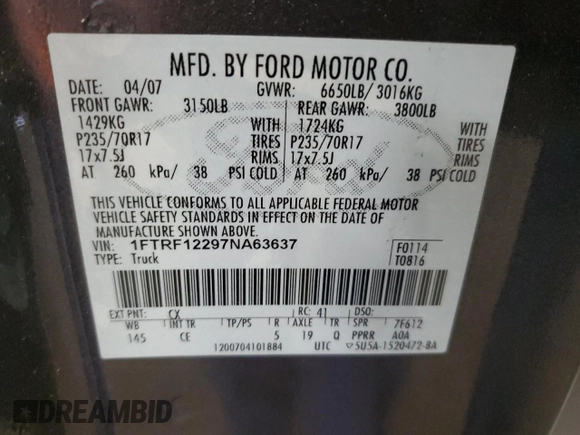 MFD. BY FORD MOTOR CO.
DATE: 04/07 GVWR: 6650LB/ 3016KG
FRONT GAWR: 3150LB REAR GAWR: 3800LB
1429KG WITH 1724KG WITH
P235/70R17 TIRES P235/70R17 TIRES
17x7.5J RIMS 17x7.5J RIMS
AT 260 kPa/ 38 PSI COLD AT 260 kPa/ 38 PSI COLD
Ford
THIS VEHICLE CONFORMS TO ALL APPLICABLE FEDERAL MOTOR
VEHICLE SAFETY STANDARDS IN EFFECT ON THE DATE OF
MANUFACTURE SHOWN ABOVE.
VIN: 1FTRF12297NA63637 F0114
TYPE: Truck T0816
EXT PNT: CX RC: 41 DSO:
WB INT TR TP/PS R AXLE TR SPR 7F612
145 CE 5 19 Q PPRR A0A
1200704101884 UTC 5U5A-1520472-BA
DREAMBID